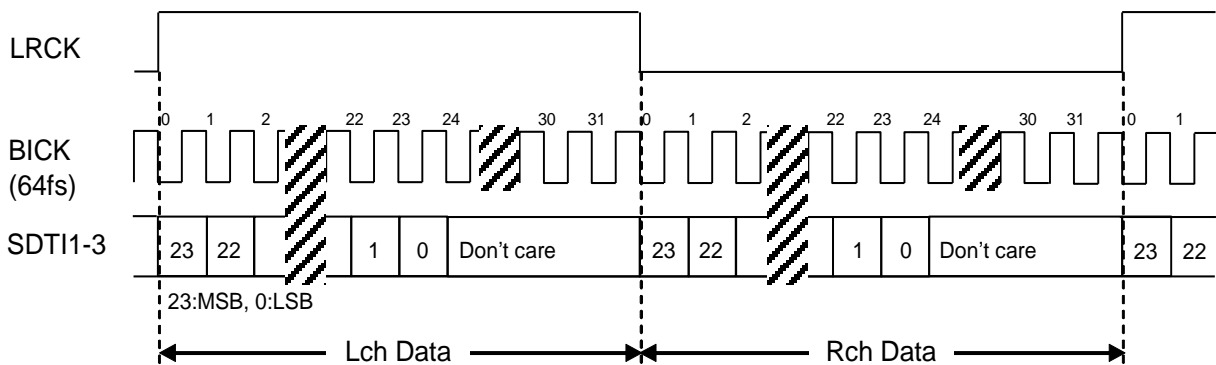 LRCK
0 1 2 22 23 24 30 31 0 1 2 22 23 24 30 31 0 1
BICK
(64fs)
SDTI1-3 23 22 1 0 Don't care 23 22 1 0 Don't care 23 22
23:MSB, 0:LSB
Lch Data Rch Data